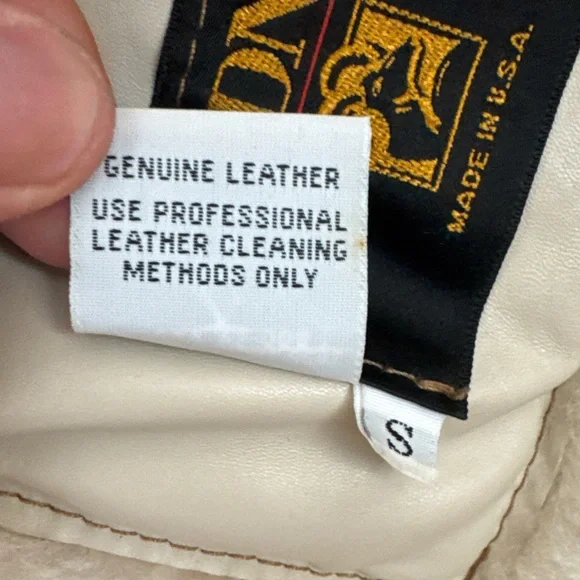 GENUINE LEATHER
USE PROFESSIONAL
LEATHER CLEANING
METHODS ONLY
MADE IN U.S.A.
S